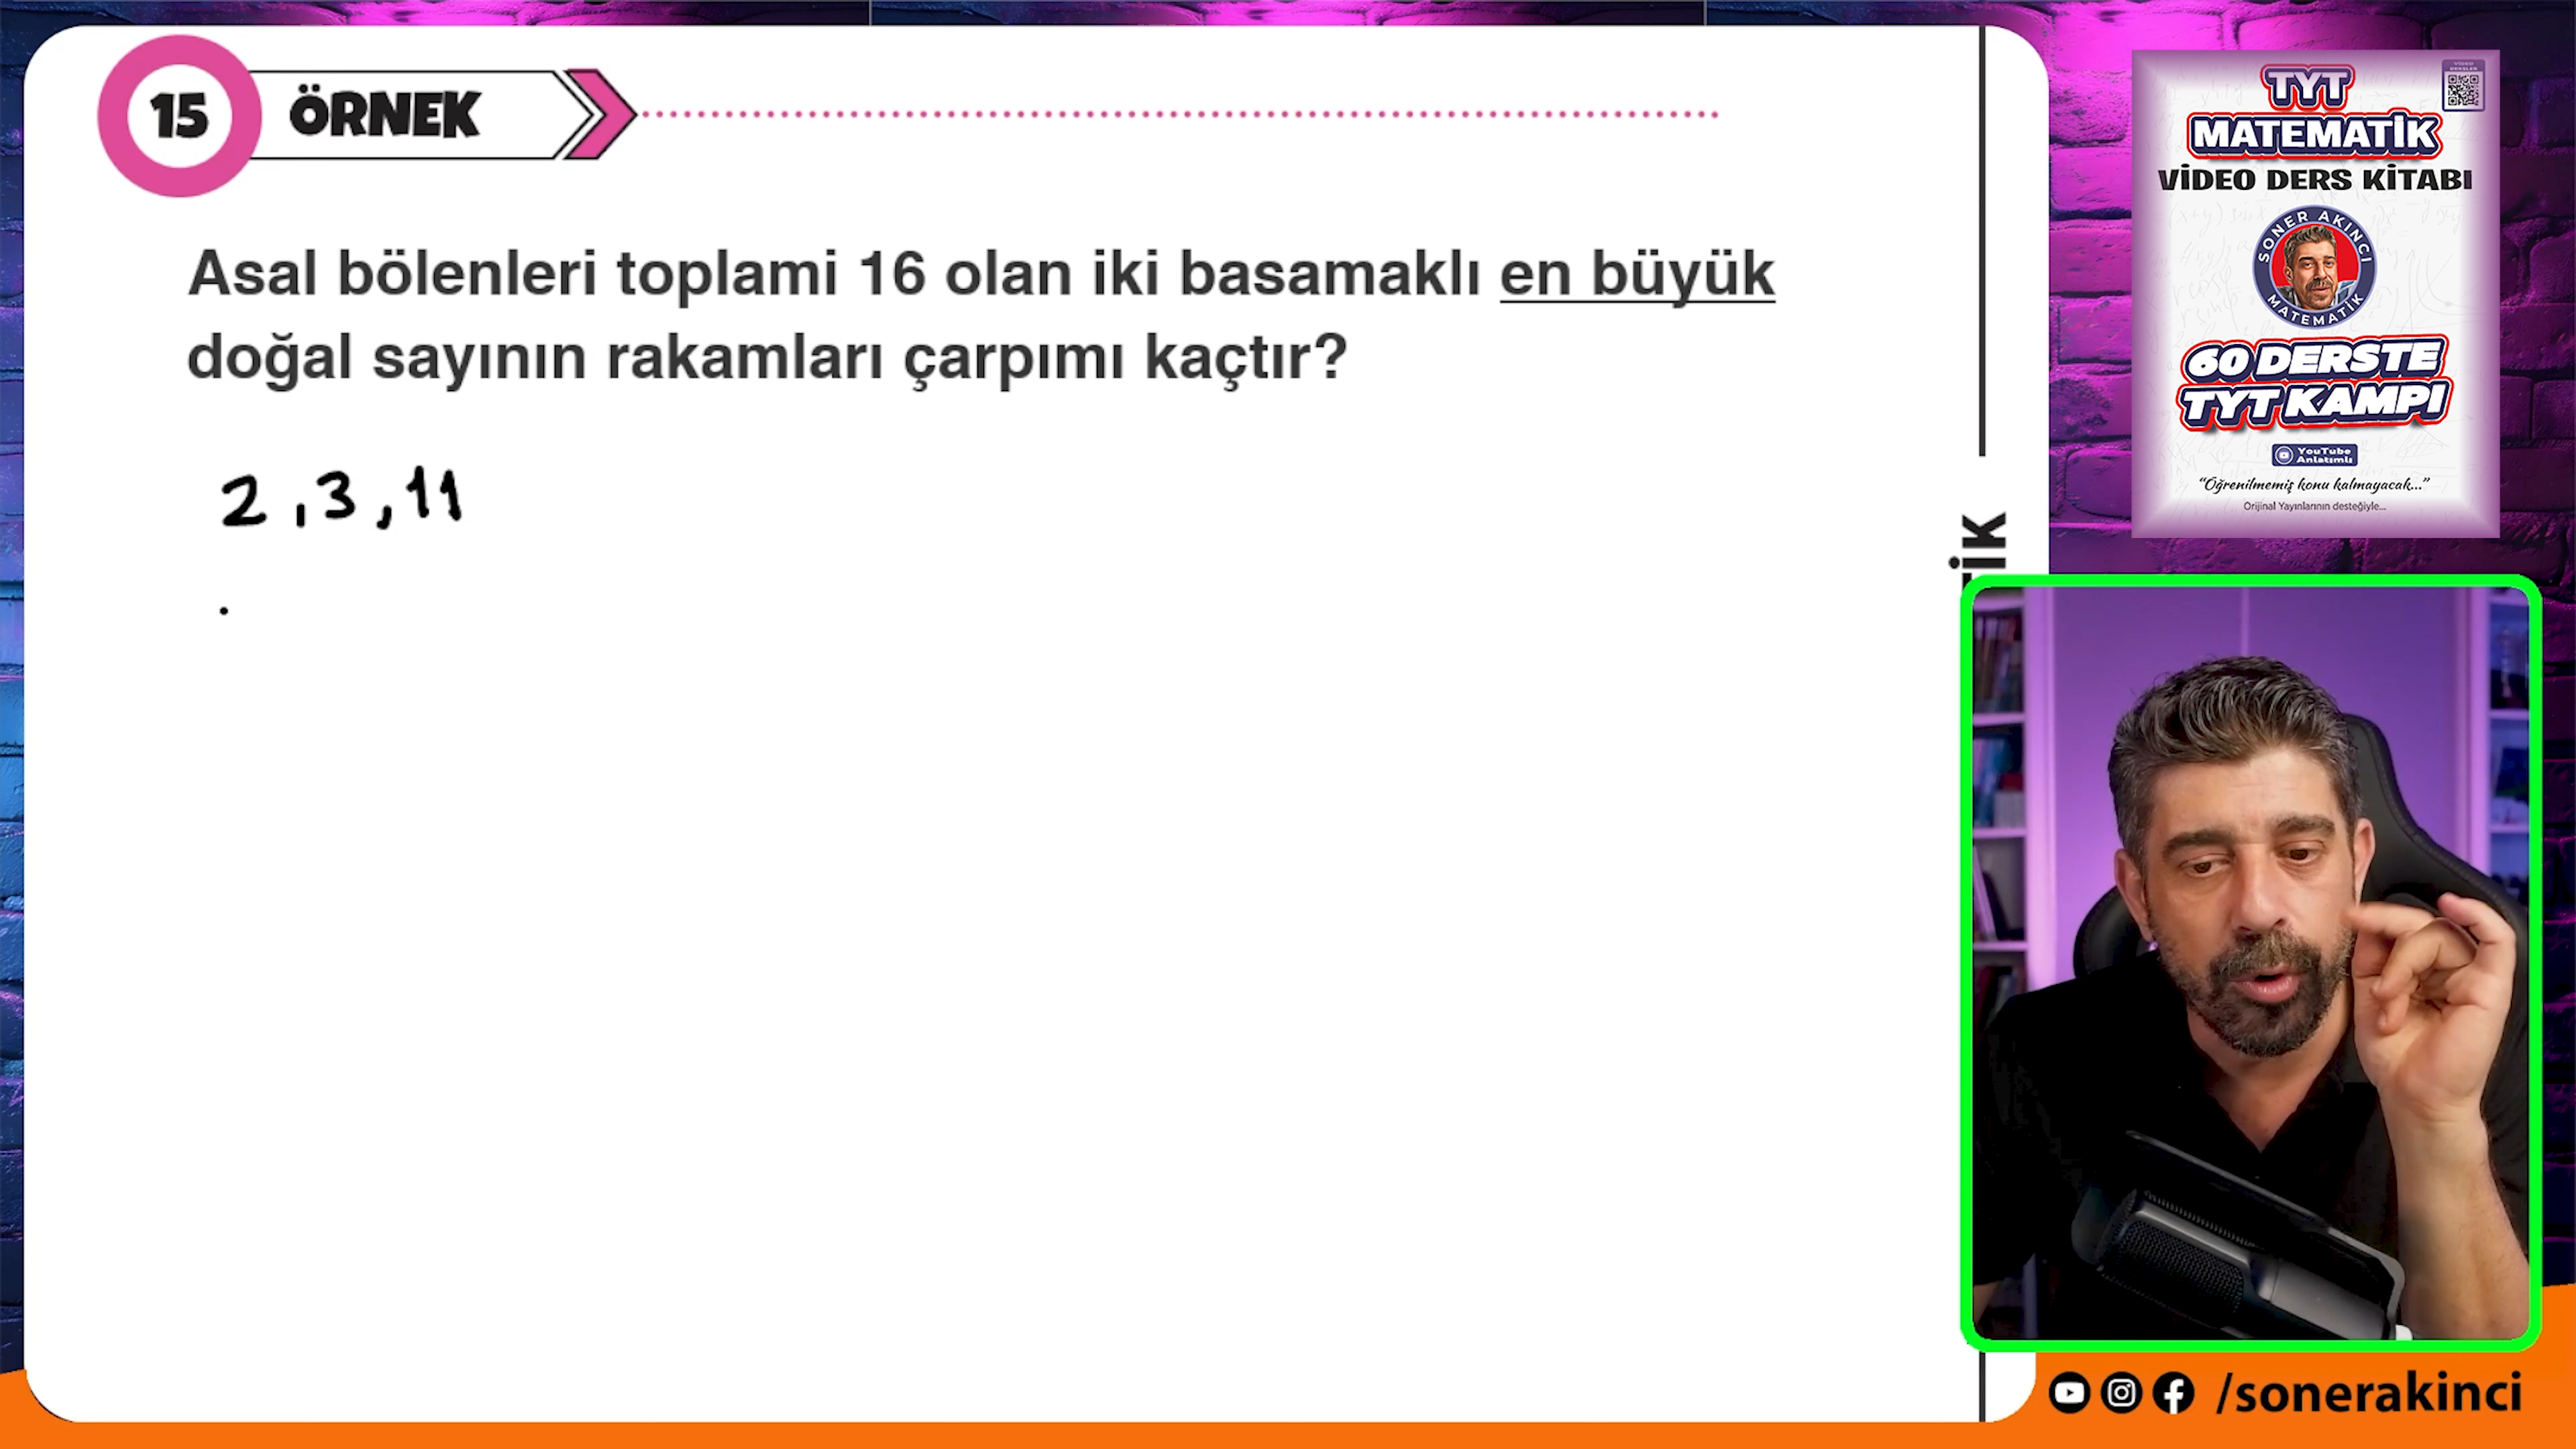 15 ÖRNEK
Asal bölenleri toplami 16 olan iki basamaklı en büyük
doğal sayının rakamları çarpımı kaçtır?
2 , 3 , 11
.
İK
TYT
MATEMATİK
VİDEO DERS KİTABI
SONER AKINCI
MATEMATİK
60 DERSTE
TYT KAMPI
YouTube
Anlatımlı
“Öğrenilmemiş konu kalmayacak...”
Orijinal Yayınlarının desteğiyle...
/sonerakinci